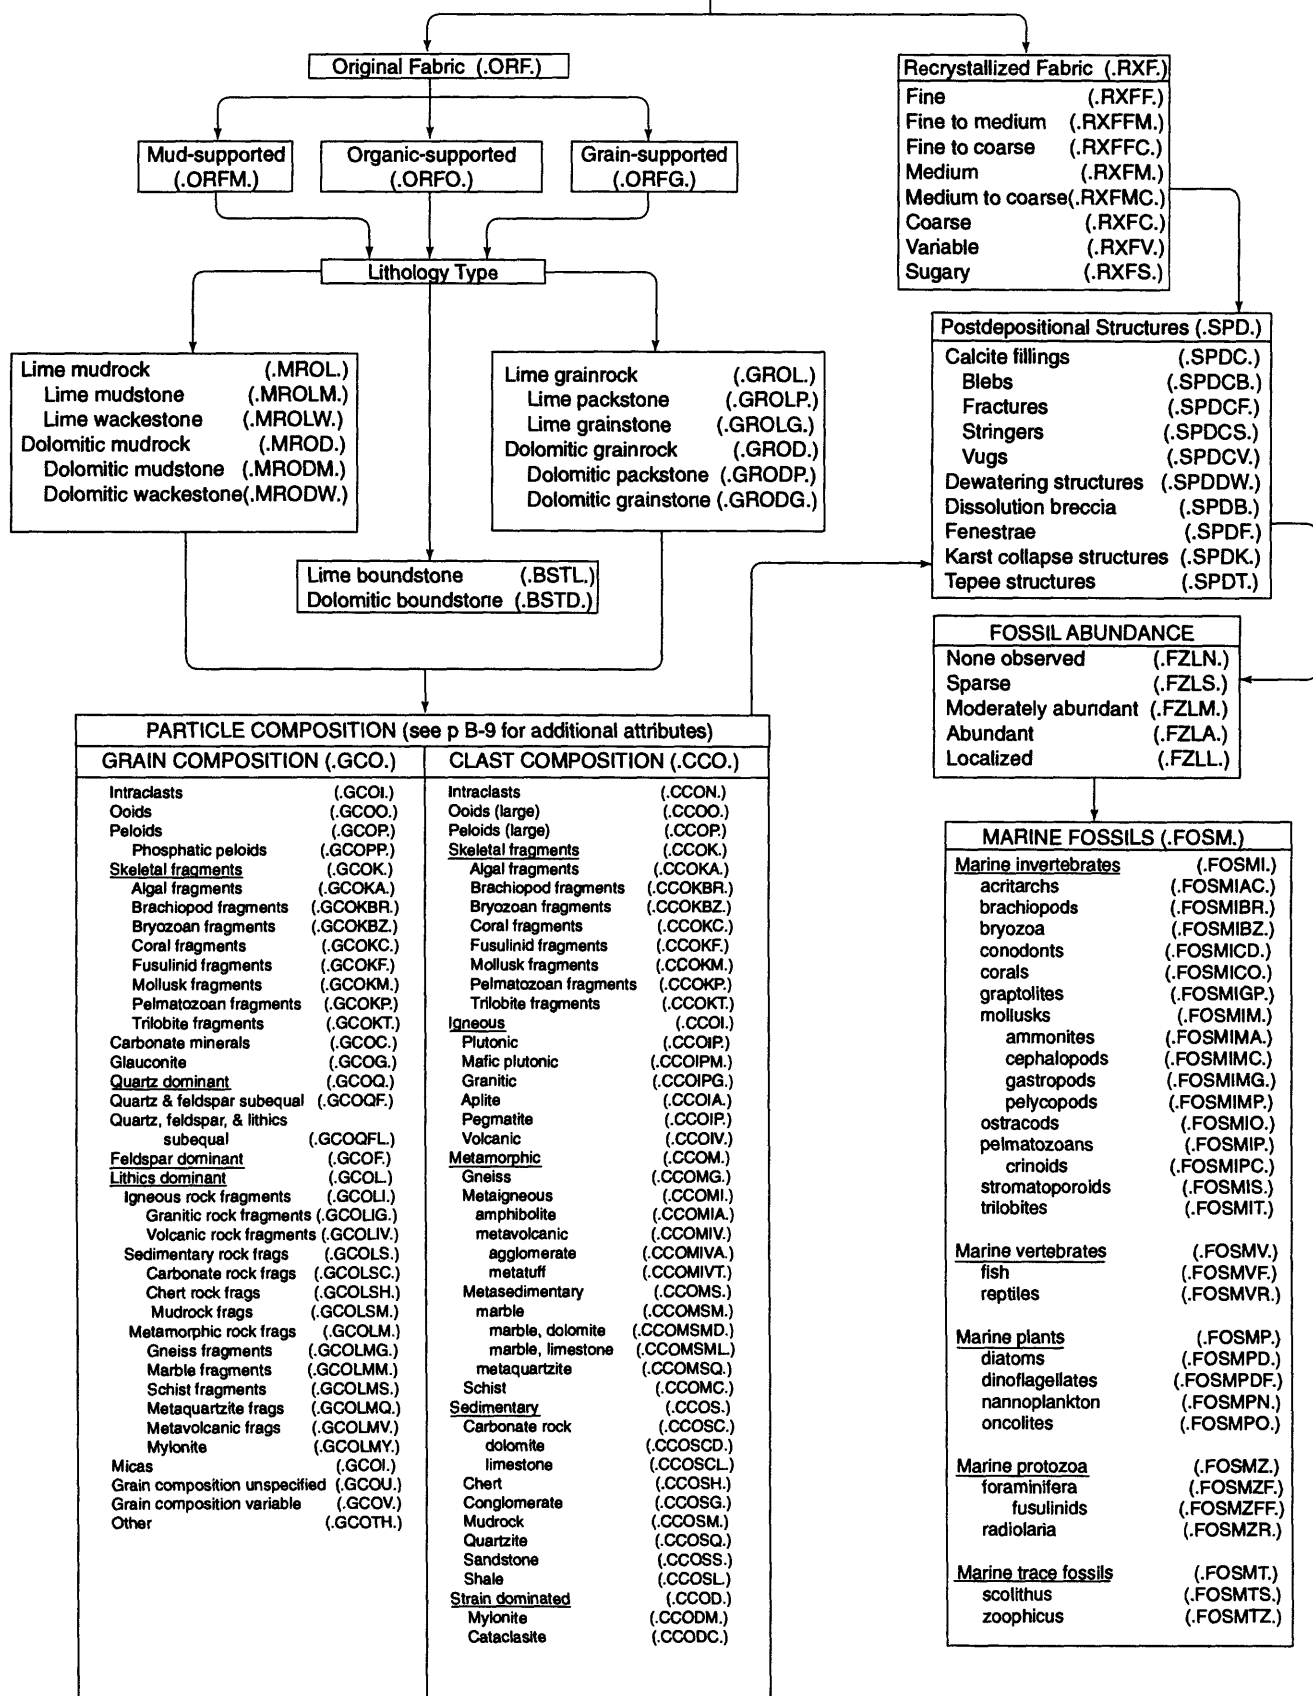 Original Fabric (.ORF.)
Mud-supported
(.ORFM.)
Organic-supported
(.ORFO.)
Grain-supported
(.ORFG.)
Lithology Type
Lime mudrock (.MROL.)
Lime mudstone (.MROLM.)
Lime wackestone (.MROLW.)
Dolomitic mudrock (.MROD.)
Dolomitic mudstone (.MRODM.)
Dolomitic wackestone(.MRODW.)
Lime grainrock (.GROL.)
Lime packstone (.GROLP.)
Lime grainstone (.GROLG.)
Dolomitic grainrock (.GROD.)
Dolomitic packstone (.GRODP.)
Dolomitic grainstone (.GRODG.)
Lime boundstone (.BSTL.)
Dolomitic boundstone (.BSTD.)
Recrystallized Fabric (.RXF.)
Fine (.RXFF.)
Fine to medium (.RXFFM.)
Fine to coarse (.RXFFC.)
Medium (.RXFM.)
Medium to coarse(.RXFMC.)
Coarse (.RXFC.)
Variable (.RXFV.)
Sugary (.RXFS.)
Postdepositional Structures (.SPD.)
Calcite fillings (.SPDC.)
Blebs (.SPDCB.)
Fractures (.SPDCF.)
Stringers (.SPDCS.)
Vugs (.SPDCV.)
Dewatering structures (.SPDDW.)
Dissolution breccia (.SPDB.)
Fenestrae (.SPDF.)
Karst collapse structures (.SPDK.)
Tepee structures (.SPDT.)
FOSSIL ABUNDANCE
None observed (.FZLN.)
Sparse (.FZLS.)
Moderately abundant (.FZLM.)
Abundant (.FZLA.)
Localized (.FZLL.)
PARTICLE COMPOSITION (see p B-9 for additional attributes)
GRAIN COMPOSITION (.GCO.)
Intraclasts (.GCOI.)
Ooids (.GCOO.)
Peloids (.GCOP.)
Phosphatic peloids (.GCOPP.)
Skeletal fragments (.GCOK.)
Algal fragments (.GCOKA.)
Brachiopod fragments (.GCOKBR.)
Bryozoan fragments (.GCOKBZ.)
Coral fragments (.GCOKC.)
Fusulinid fragments (.GCOKF.)
Mollusk fragments (.GCOKM.)
Pelmatozoan fragments (.GCOKP.)
Trilobite fragments (.GCOKT.)
Carbonate minerals (.GCOC.)
Glauconite (.GCOG.)
Quartz dominant (.GCOQ.)
Quartz & feldspar subequal (.GCOQF.)
Quartz, feldspar, & lithics
subequal (.GCOQFL.)
Feldspar dominant (.GCOF.)
Lithics dominant (.GCOL.)
Igneous rock fragments (.GCOLI.)
Granitic rock fragments (.GCOLIG.)
Volcanic rock fragments (.GCOLIV.)
Sedimentary rock frags (.GCOLS.)
Carbonate rock frags (.GCOLSC.)
Chert rock frags (.GCOLSH.)
Mudrock frags (.GCOLSM.)
Metamorphic rock frags (.GCOLM.)
Gneiss fragments (.GCOLMG.)
Marble fragments (.GCOLMM.)
Schist fragments (.GCOLMS.)
Metaquartzite frags (.GCOLMQ.)
Metavolcanic frags (.GCOLMV.)
Mylonite (.GCOLMY.)
Micas (.GCOI.)
Grain composition unspecified (.GCOU.)
Grain composition variable (.GCOV.)
Other (.GCOTH.)
CLAST COMPOSITION (.CCO.)
Intraclasts (.CCON.)
Ooids (large) (.CCOO.)
Peloids (large) (.CCOP.)
Skeletal fragments (.CCOK.)
Algal fragments (.CCOKA.)
Brachiopod fragments (.CCOKBR.)
Bryozoan fragments (.CCOKBZ.)
Coral fragments (.CCOKC.)
Fusulinid fragments (.CCOKF.)
Mollusk fragments (.CCOKM.)
Pelmatozoan fragments (.CCOKP.)
Trilobite fragments (.CCOKT.)
Igneous (.CCOI.)
Plutonic (.CCOIP.)
Mafic plutonic (.CCOIPM.)
Granitic (.CCOIPG.)
Aplite (.CCOIA.)
Pegmatite (.CCOIP.)
Volcanic (.CCOIV.)
Metamorphic (.CCOM.)
Gneiss (.CCOMG.)
Metaigneous (.CCOMI.)
amphibolite (.CCOMIA.)
metavolcanic (.CCOMIV.)
agglomerate (.CCOMIVA.)
metatuff (.CCOMIVT.)
Metasedimentary (.CCOMS.)
marble (.CCOMSM.)
marble, dolomite (.CCOMSMD.)
marble, limestone (.CCOMSML.)
metaquartzite (.CCOMSQ.)
Schist (.CCOMC.)
Sedimentary (.CCOS.)
Carbonate rock (.CCOSC.)
dolomite (.CCOSCD.)
limestone (.CCOSCL.)
Chert (.CCOSH.)
Conglomerate (.CCOSG.)
Mudrock (.CCOSM.)
Quartzite (.CCOSQ.)
Sandstone (.CCOSS.)
Shale (.CCOSL.)
Strain dominated (.CCOD.)
Mylonite (.CCODM.)
Cataclasite (.CCODC.)
MARINE FOSSILS (.FOSM.)
Marine invertebrates (.FOSMI.)
acritarchs (.FOSMIAC.)
brachiopods (.FOSMIBR.)
bryozoa (.FOSMIBZ.)
conodonts (.FOSMICD.)
corals (.FOSMICO.)
graptolites (.FOSMIGP.)
mollusks (.FOSMIM.)
ammonites (.FOSMIMA.)
cephalopods (.FOSMIMC.)
gastropods (.FOSMIMG.)
pelycopods (.FOSMIMP.)
ostracods (.FOSMIO.)
pelmatozoans (.FOSMIP.)
crinoids (.FOSMIPC.)
stromatoporoids (.FOSMIS.)
trilobites (.FOSMIT.)
Marine vertebrates (.FOSMV.)
fish (.FOSMVF.)
reptiles (.FOSMVR.)
Marine plants (.FOSMP.)
diatoms (.FOSMPD.)
dinoflagellates (.FOSMPDF.)
nannoplankton (.FOSMPN.)
oncolites (.FOSMPO.)
Marine protozoa (.FOSMZ.)
foraminifera (.FOSMZF.)
fusulinids (.FOSMZFF.)
radiolaria (.FOSMZR.)
Marine trace fossils (.FOSMT.)
scolithus (.FOSMTS.)
zoophicus (.FOSMTZ.)